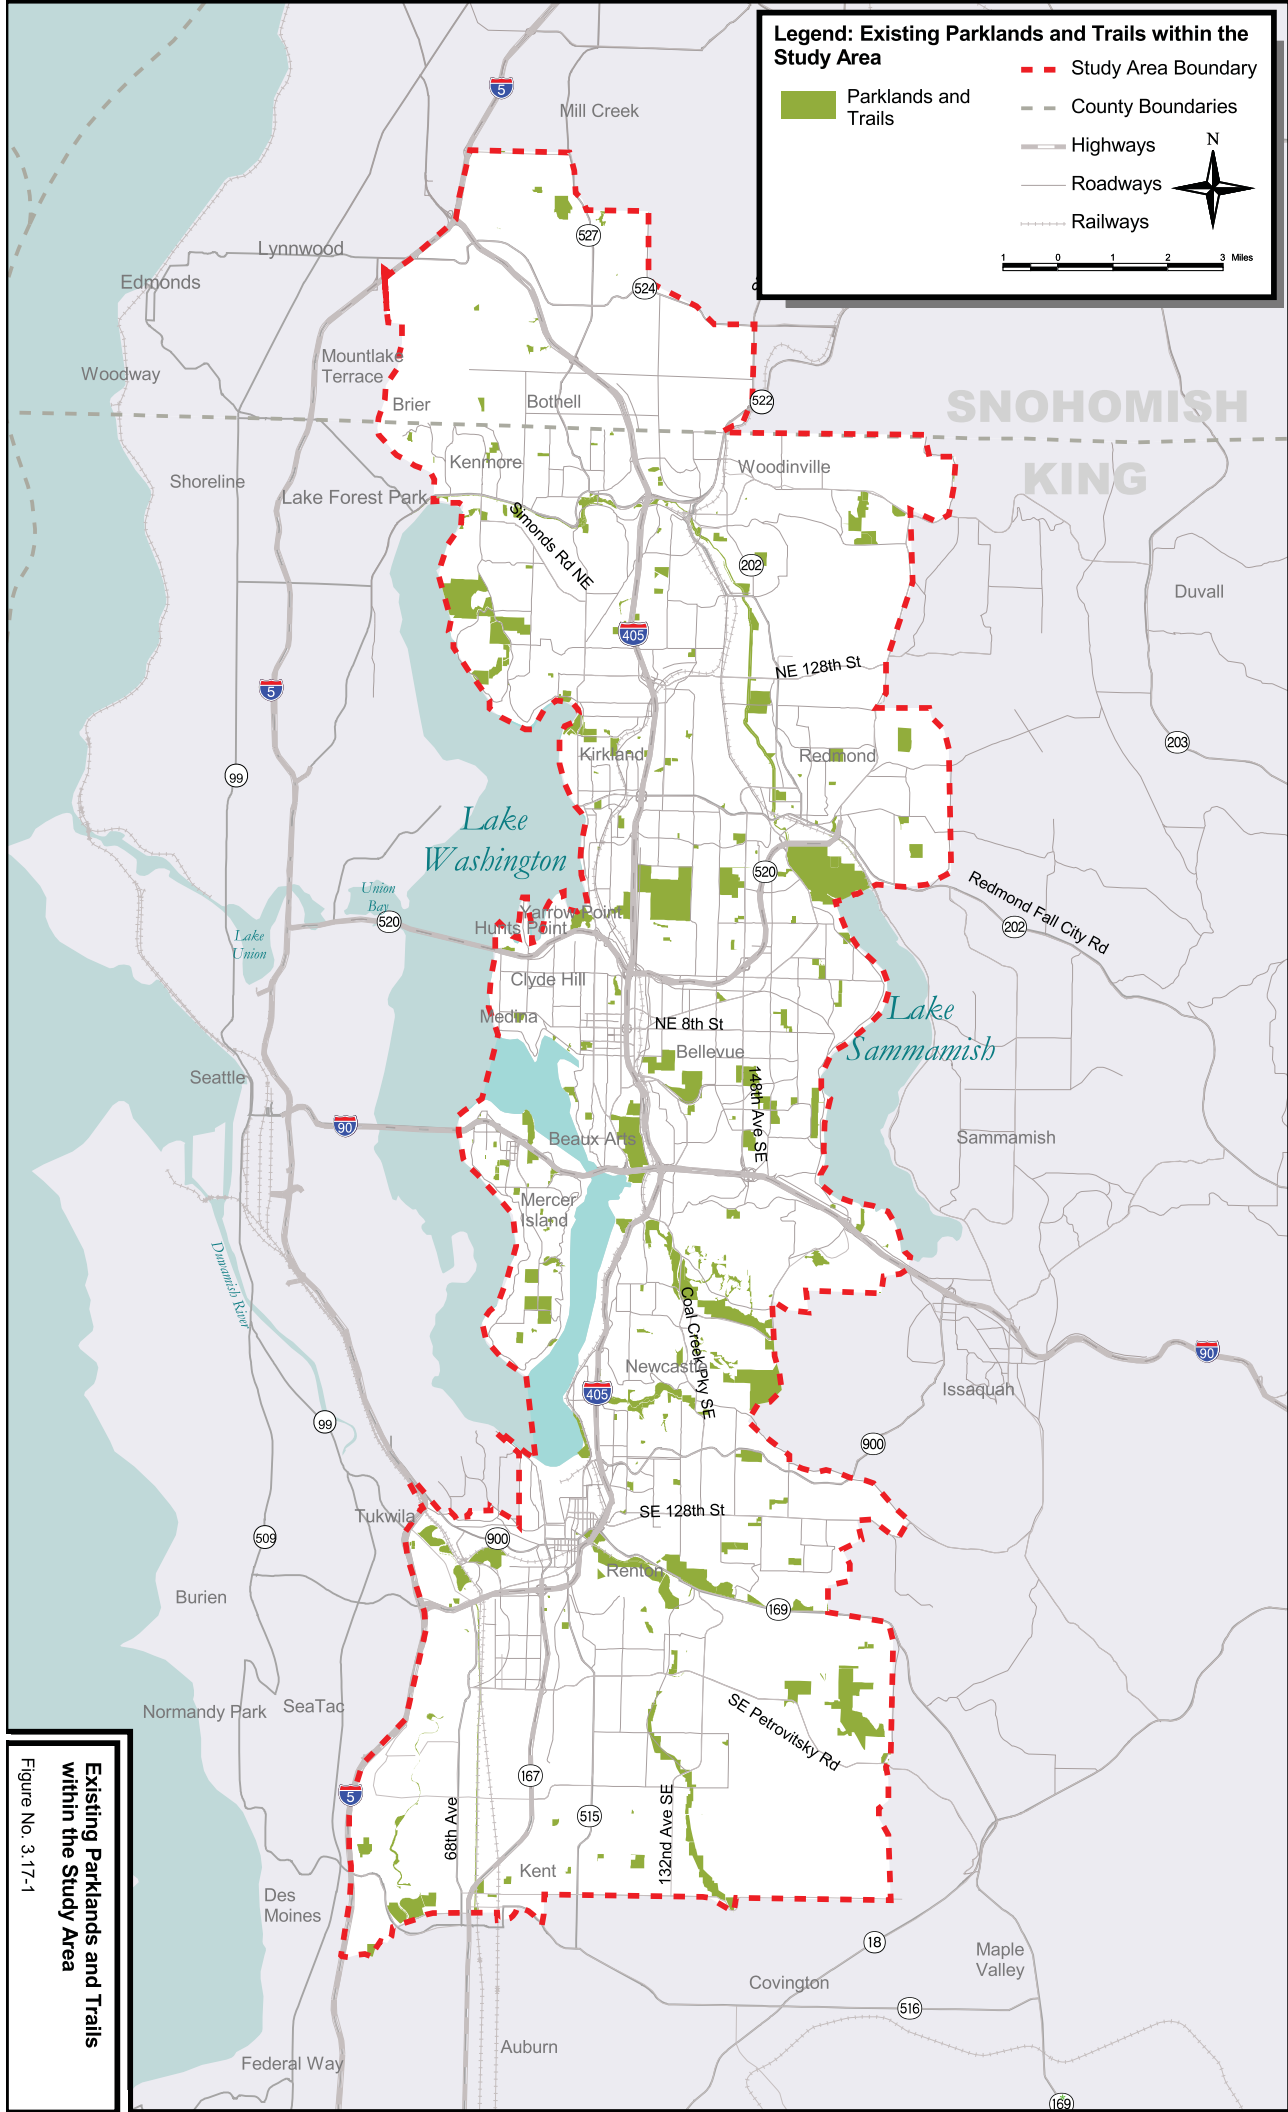 Legend: Existing Parklands and Trails within the
Study Area
Parklands and
Trails
Study Area Boundary
County Boundaries
Highways
Roadways
Railways
N
1 0 1 2 3 Miles
5
Mill Creek
527
Lynnwood
Edmonds
524
Mountlake
Terrace
Woodway
Brier
Bothell
522
SNOHOMISH
KING
Kenmore
Woodinville
Shoreline
Lake Forest Park
Simonds Rd NE
202
Duvall
405
NE 128th St
5
203
Kirkland
Redmond
99
Lake
Washington
520
Redmond Fall City Rd
202
Union
Bay
520
Yarrow Point
Hunts Point
Lake
Union
Clyde Hill
Medina
NE 8th St
Lake
Sammamish
Bellevue
148th Ave SE
Seattle
90
Beaux Arts
Sammamish
Mercer
Island
Duwamish River
Coal Creek Pky SE
Newcastle
90
405
Issaquah
99
900
SE 128th St
Tukwila
900
509
Renton
Burien
169
Normandy Park
SeaTac
SE Petrovitsky Rd
167
5
515
68th Ave
132nd Ave SE
Kent
Des
Moines
18
Maple
Valley
Covington
516
Auburn
Federal Way
169
Existing Parklands and Trails
within the Study Area
Figure No. 3.17-1